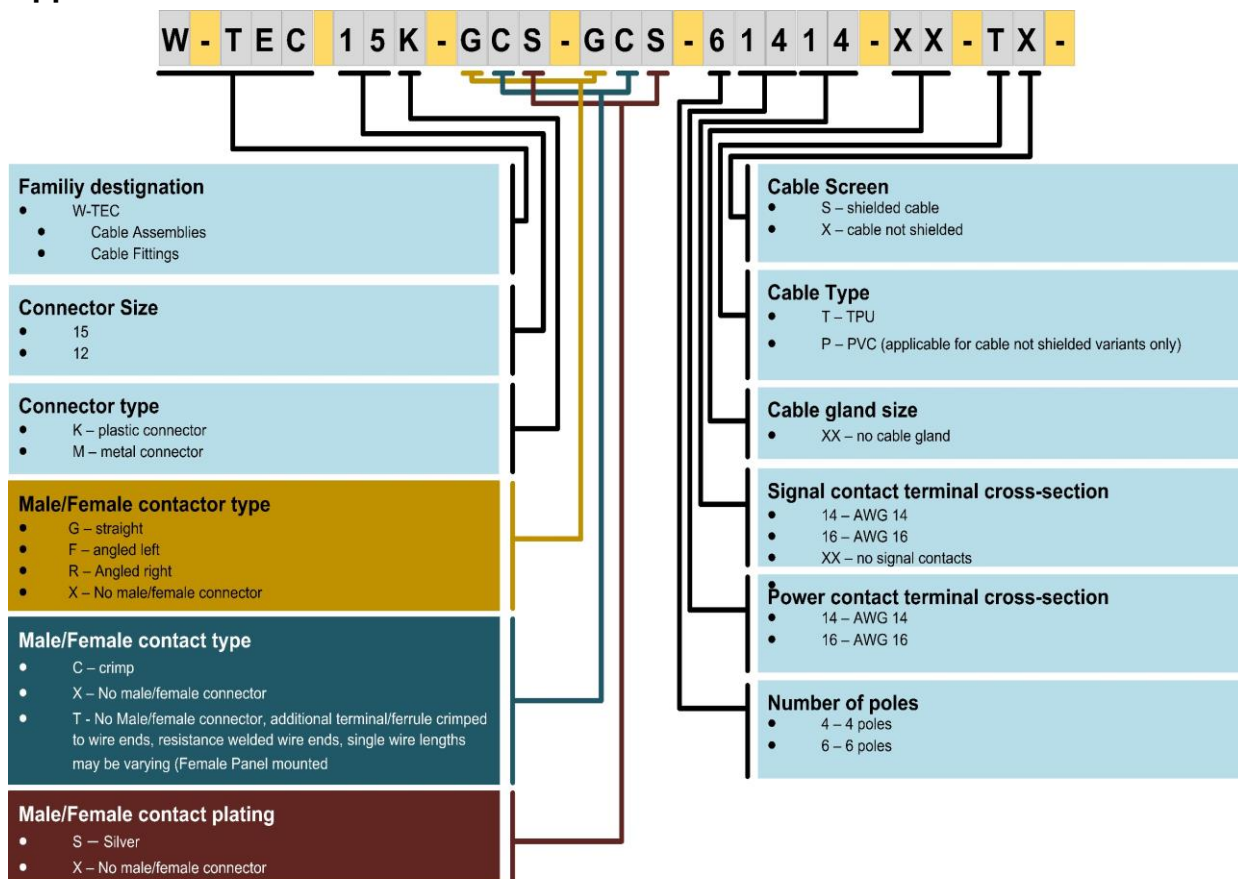 W - TEC 15K - GCS - GCS - 61414 - XX - TX -
Familiy destignation
• W-TEC
• Cable Assemblies
• Cable Fittings
Connector Size
• 15
• 12
Connector type
• K – plastic connector
• M – metal connector
Male/Female contactor type
• G – straight
• F – angled left
• R – Angled right
• X – No male/female connector
Male/Female contact type
• C – crimp
• X – No male/female connector
• T - No Male/female connector, additional terminal/ferrule crimped
to wire ends, resistance welded wire ends, single wire lengths
may be varying (Female Panel mounted
Male/Female contact plating
• S – Silver
• X – No male/female connector
Cable Screen
• S – shielded cable
• X – cable not shielded
Cable Type
• T – TPU
• P – PVC (applicable for cable not shielded variants only)
Cable gland size
• XX – no cable gland
Signal contact terminal cross-section
• 14 – AWG 14
• 16 – AWG 16
• XX – no signal contacts
•
Power contact terminal cross-section
• 14 – AWG 14
• 16 – AWG 16
Number of poles
• 4 – 4 poles
• 6 – 6 poles